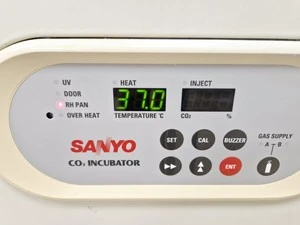 UV
DOOR
RH PAN
OVER HEAT
HEAT
37.0
TEMPERATURE °C
INJECT
CO₂ %
SANYO
CO₂ INCUBATOR
SET
CAL
BUZZER
ENT
GAS SUPPLY
A B